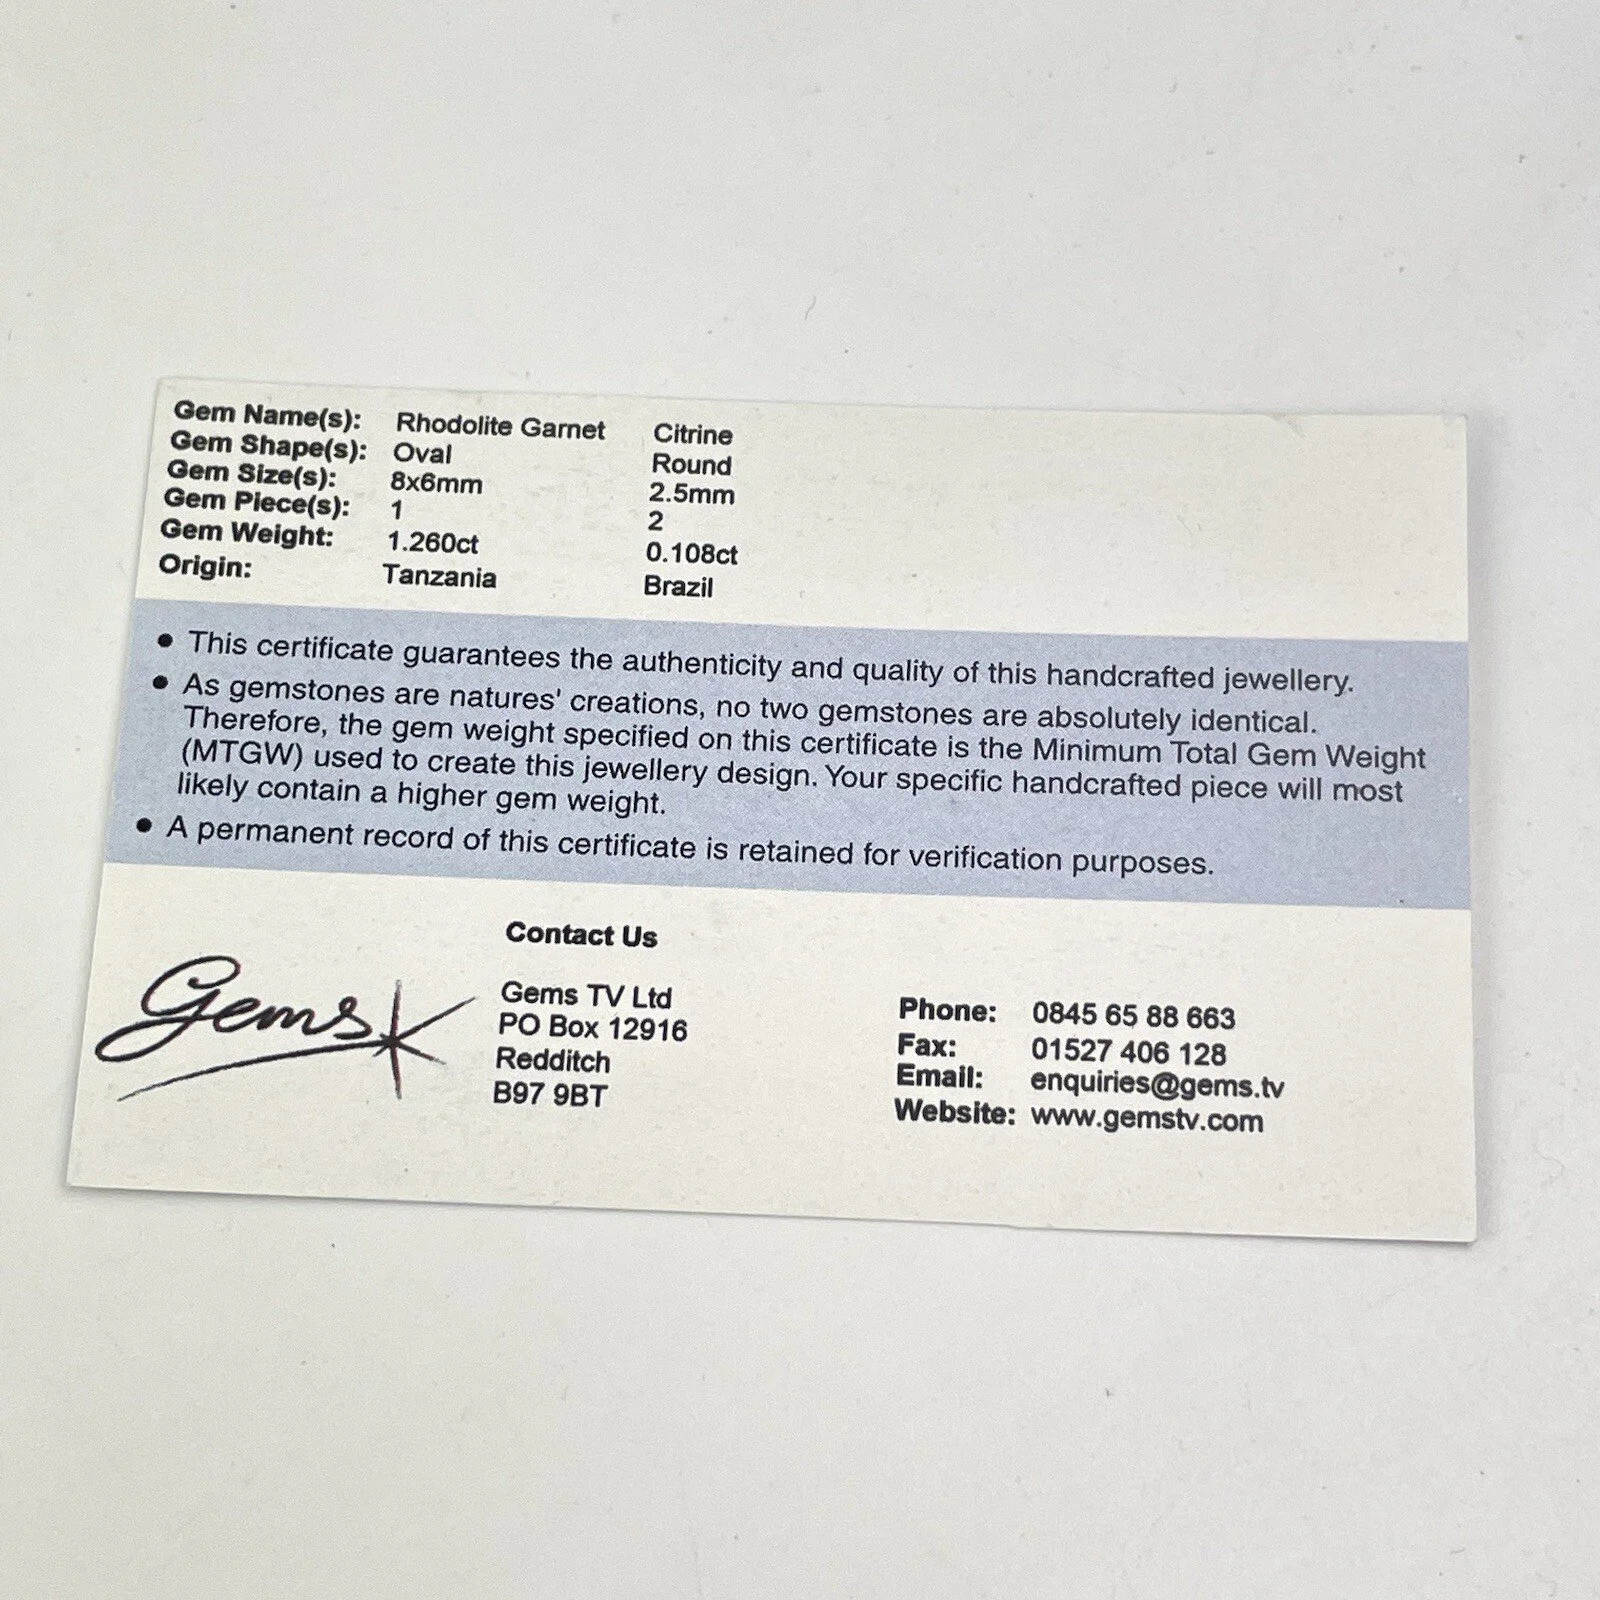 Gem Name(s): Rhodolite Garnet Citrine
Gem Shape(s): Oval Round
Gem Size(s): 8x6mm 2.5mm
Gem Piece(s): 1 2
Gem Weight: 1.260ct 0.108ct
Origin: Tanzania Brazil
• This certificate guarantees the authenticity and quality of this handcrafted jewellery.
• As gemstones are natures' creations, no two gemstones are absolutely identical.
Therefore, the gem weight specified on this certificate is the Minimum Total Gem Weight
(MTGW) used to create this jewellery design. Your specific handcrafted piece will most
likely contain a higher gem weight.
• A permanent record of this certificate is retained for verification purposes.
Gems
Contact Us
Gems TV Ltd
PO Box 12916
Redditch
B97 9BT
Phone: 0845 65 88 663
Fax: 01527 406 128
Email: enquiries@gems.tv
Website: www.gemstv.com